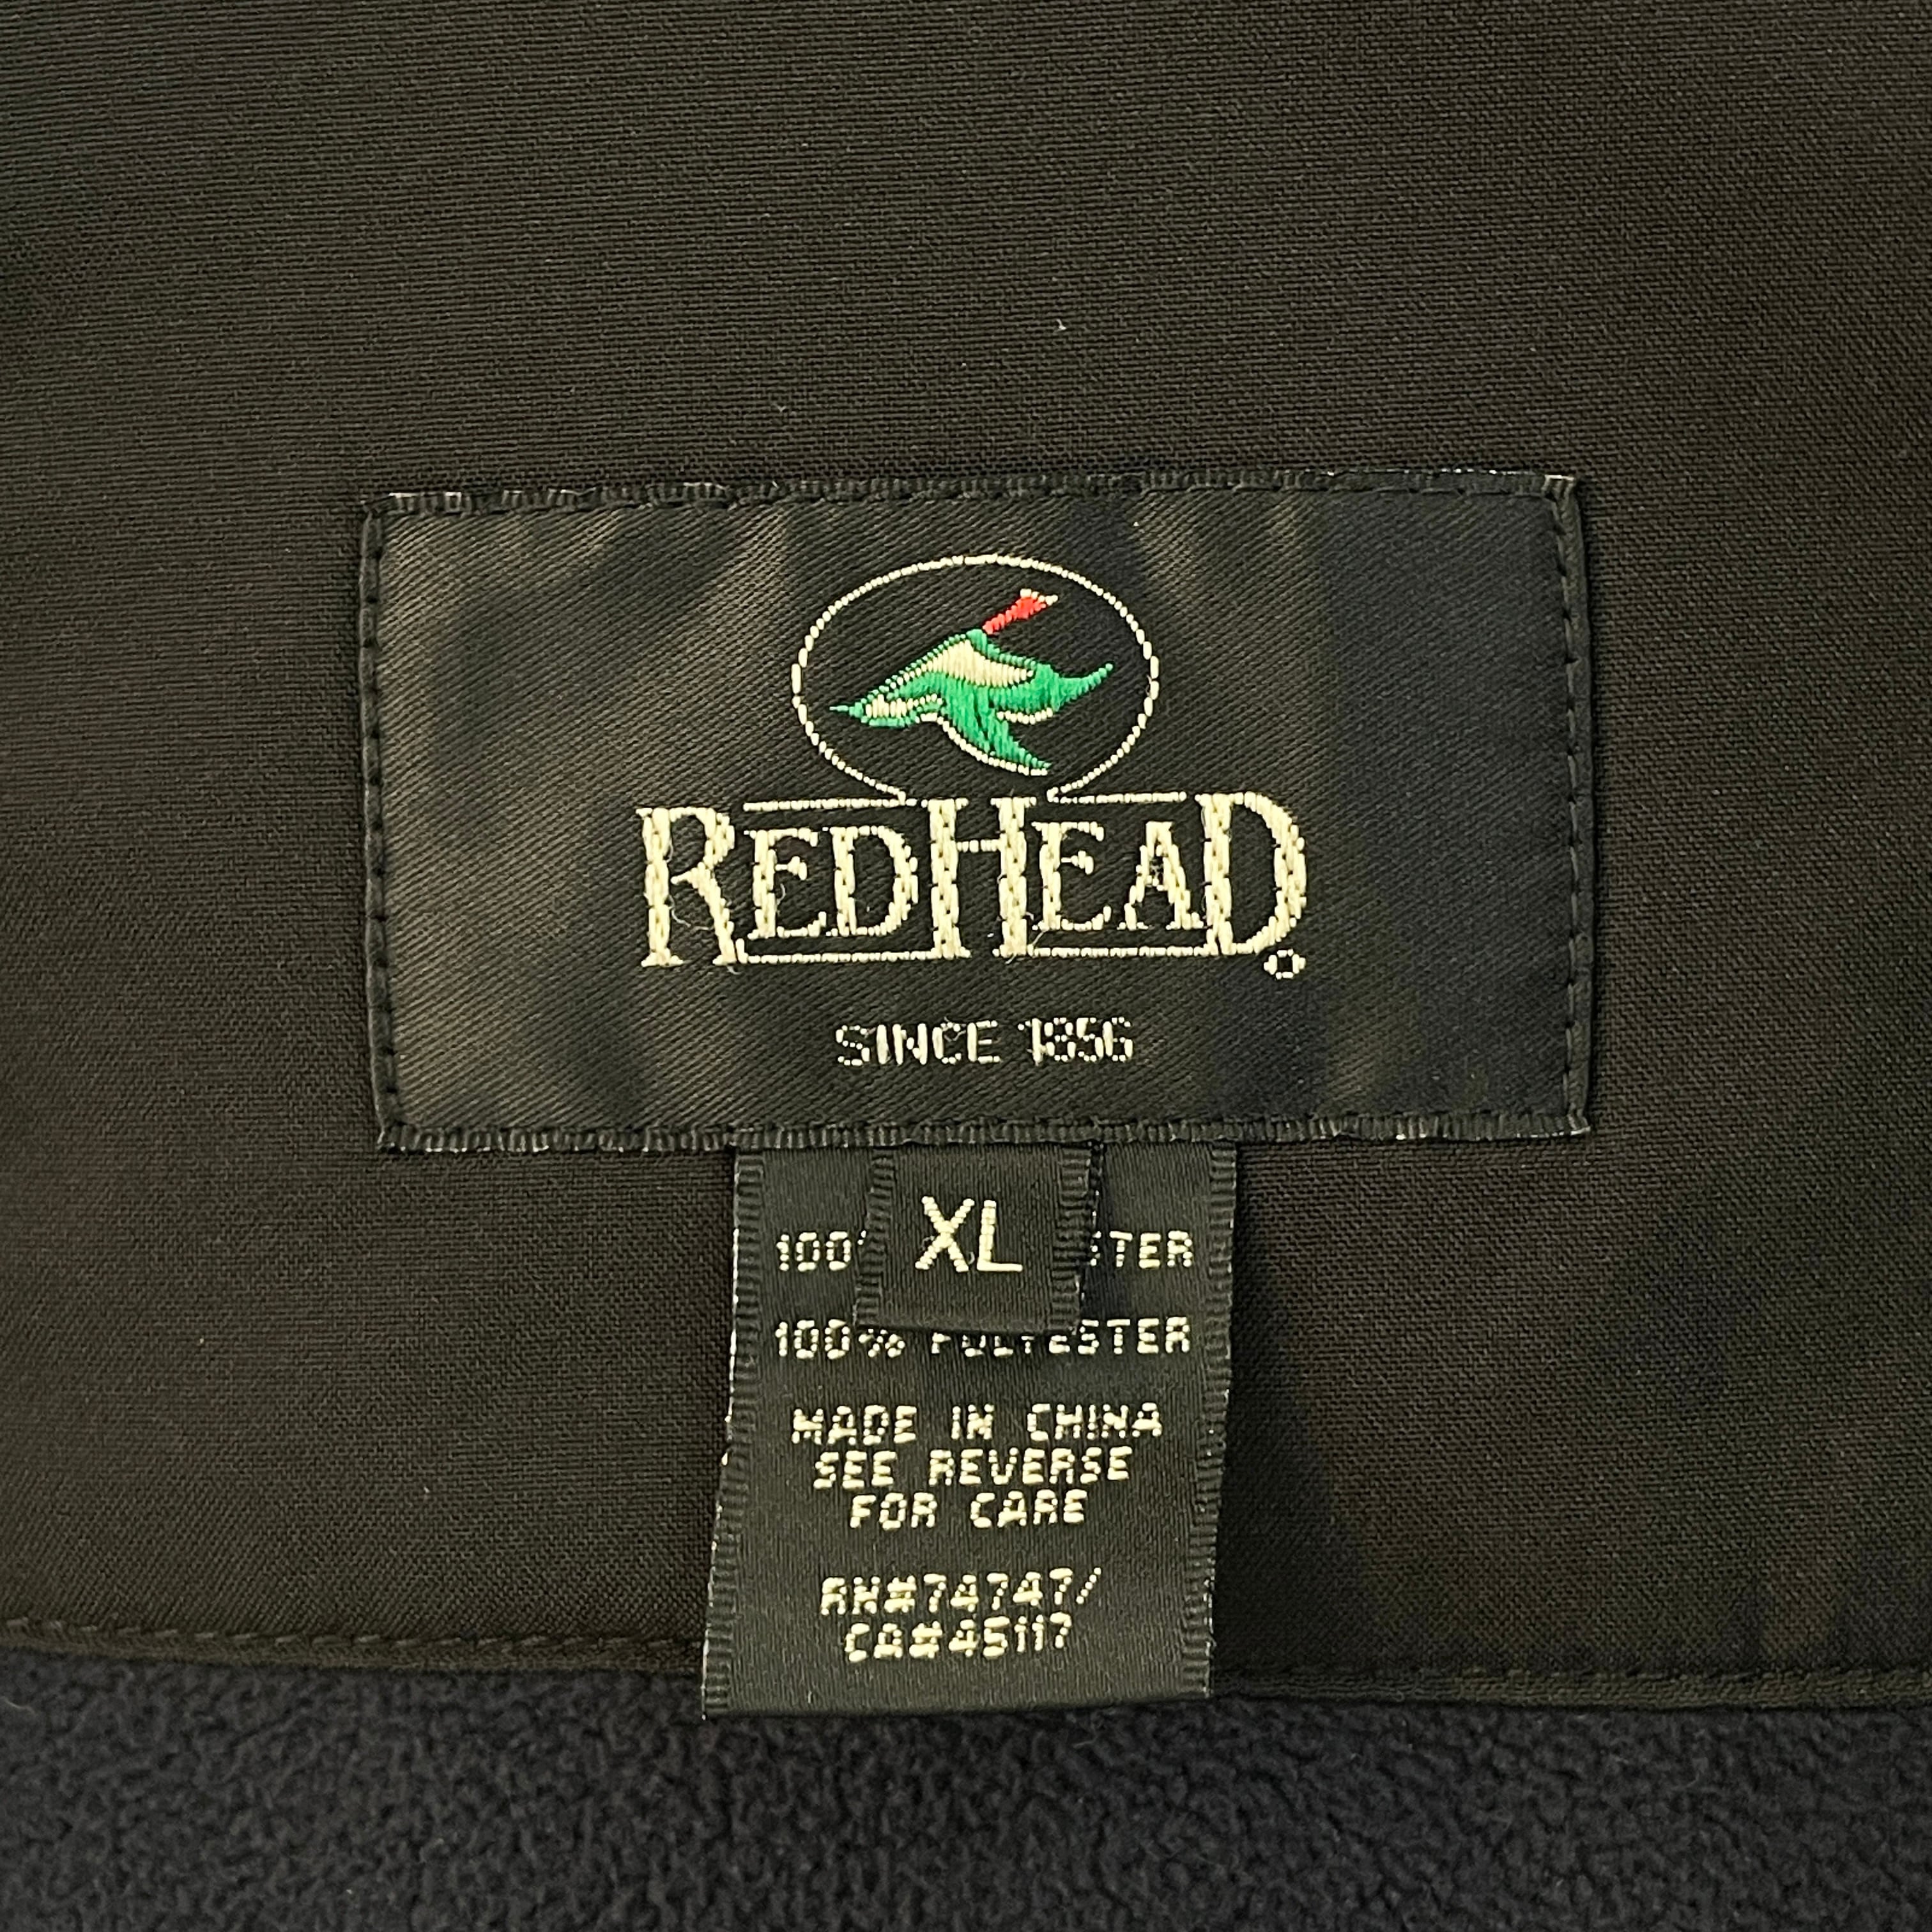 REDHEAD
SINCE 1856
XL
100
STER
100% POLYESTER
MADE IN CHINA
SEE REVERSE
FOR CARE
RN#74747/
CA#45117